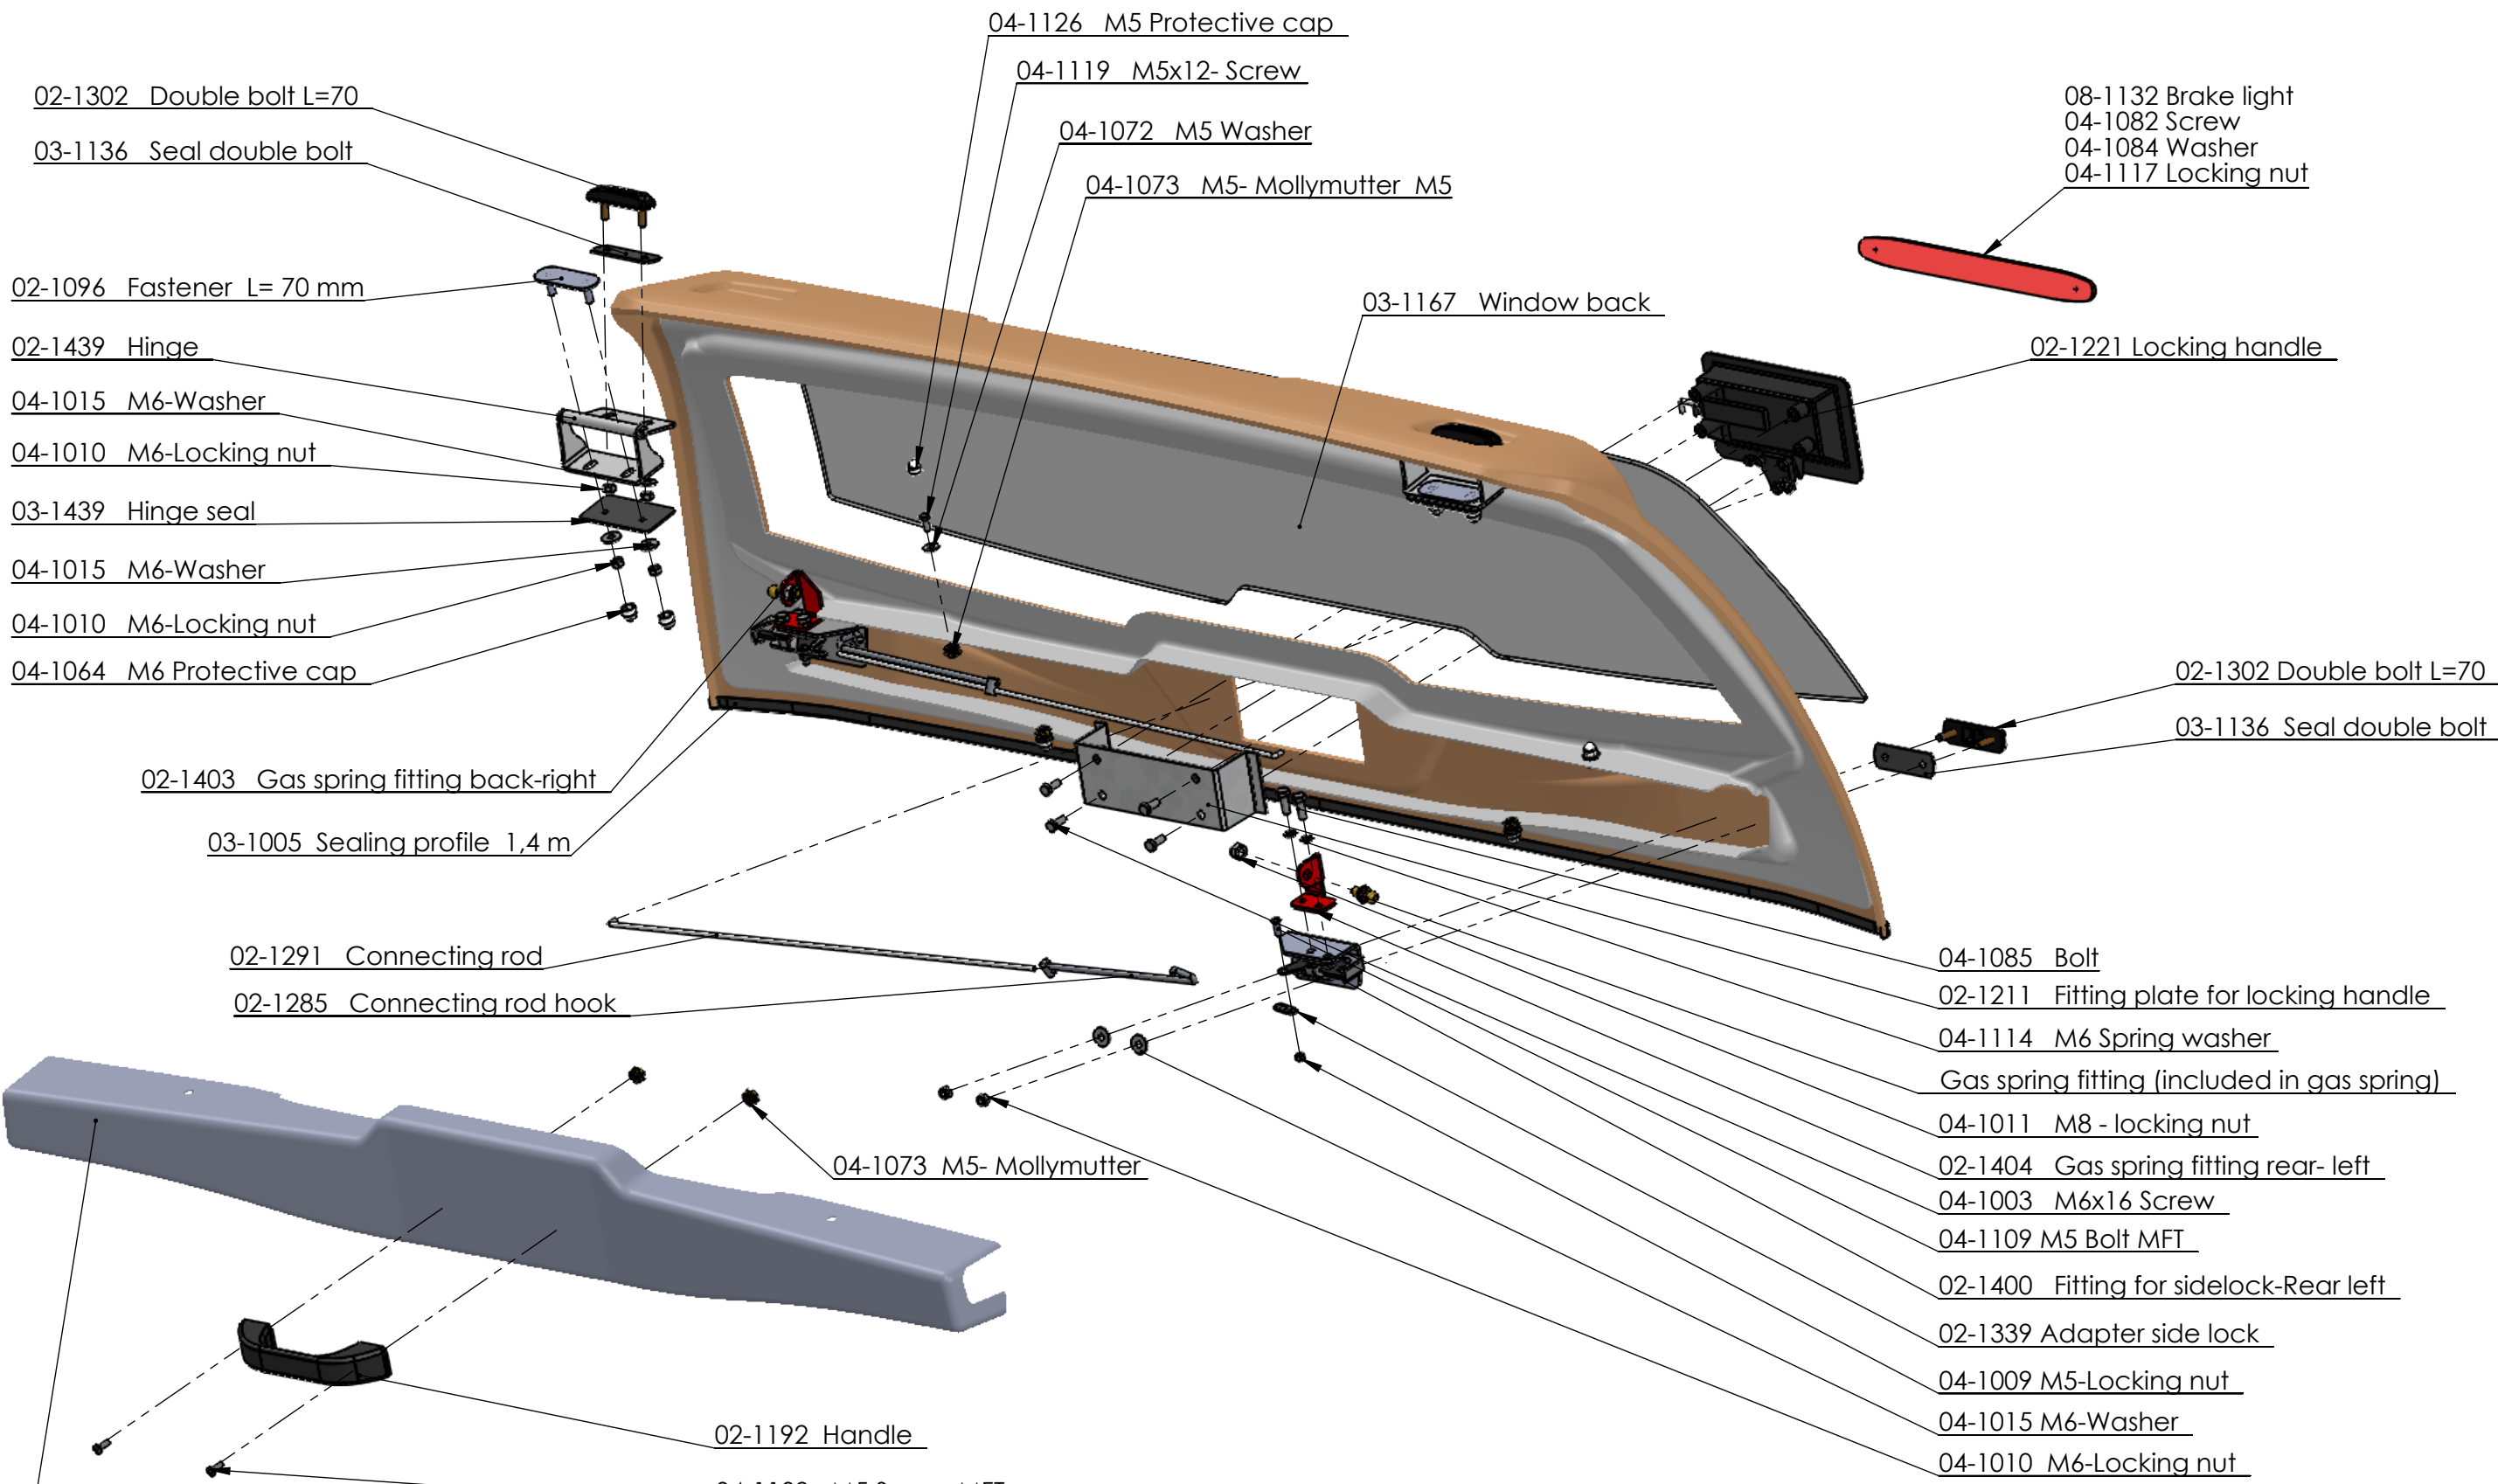 04-1126 M5 Protective cap
04-1119 M5x12- Screw
04-1072 M5 Washer
04-1073 M5- Mollymutter M5
02-1302 Double bolt L=70
03-1136 Seal double bolt
02-1096 Fastener L= 70 mm
02-1439 Hinge
04-1015 M6-Washer
04-1010 M6-Locking nut
03-1439 Hinge seal
04-1015 M6-Washer
04-1010 M6-Locking nut
04-1064 M6 Protective cap
08-1132 Brake light
04-1082 Screw
04-1084 Washer
04-1117 Locking nut
03-1167 Window back
02-1221 Locking handle
02-1302 Double bolt L=70
03-1136 Seal double bolt
02-1403 Gas spring fitting back-right
03-1005 Sealing profile 1,4 m
02-1291 Connecting rod
02-1285 Connecting rod hook
04-1085 Bolt
02-1211 Fitting plate for locking handle
04-1114 M6 Spring washer
Gas spring fitting (included in gas spring)
04-1011 M8 - locking nut
02-1404 Gas spring fitting rear- left
04-1003 M6x16 Screw
04-1109 M5 Bolt MFT
02-1400 Fitting for sidelock-Rear left
02-1339 Adapter side lock
04-1009 M5-Locking nut
04-1015 M6-Washer
04-1010 M6-Locking nut
04-1073 M5- Mollymutter
02-1192 Handle